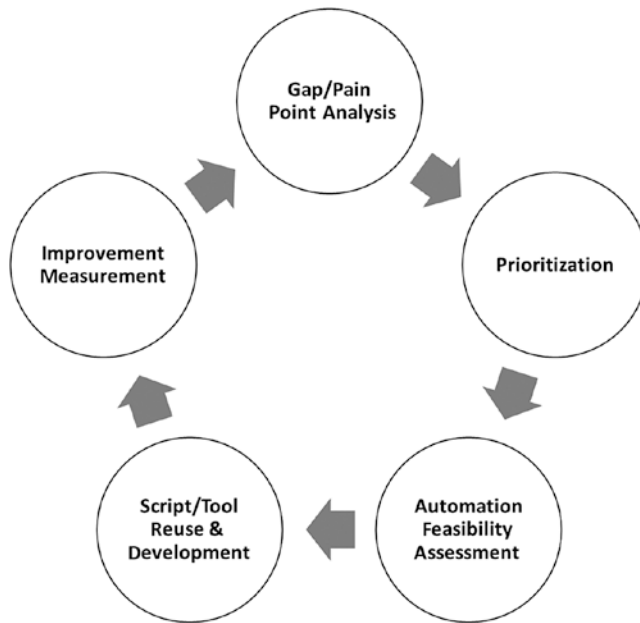 Gap/Pain
Point Analysis
Prioritization
Automation
Feasibility
Assessment
Script/Tool
Reuse &
Development
Improvement
Measurement